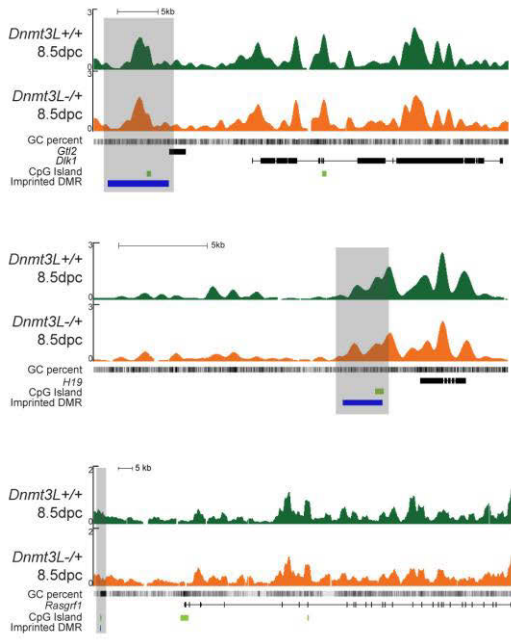 3
5kb
Dnmt3L+/+
8.5dpc
0
3
Dnmt3L-/+
8.5dpc
0
GC percent
Gtl2
Dlk1
CpG Island
Imprinted DMR
3
5kb
Dnmt3L+/+
8.5dpc
0
3
Dnmt3L-/+
8.5dpc
0
GC percent
H19
CpG Island
Imprinted DMR
2
5 kb
Dnmt3L+/+
8.5dpc
0
2
Dnmt3L-/+
8.5dpc
0
GC percent
Rasgrf1
CpG Island
Imprinted DMR